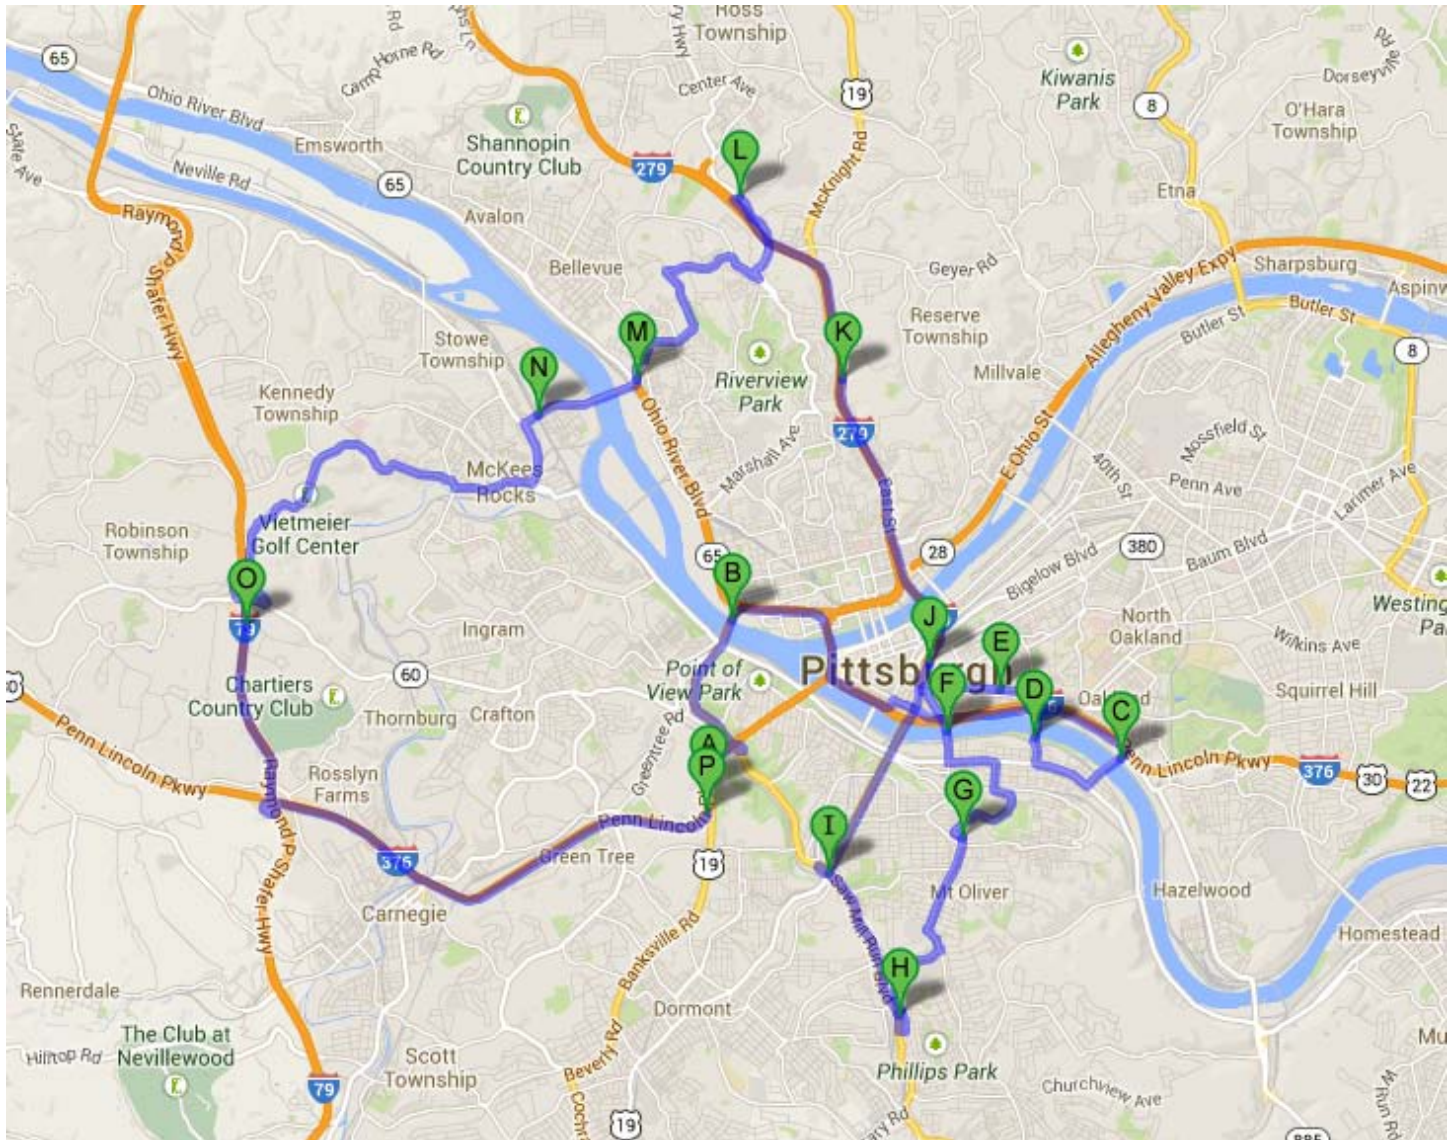 Ross
Township
65
19
Center Ave
Kiwanis
Park
8
Dorseyville
O'Hara
Township
Camp Horne Rd
Ohio River Blvd
Emsworth
Shannopin
Country Club
279
L
McKnight Rd
Neville Rd
65
Etna
Avalon
Raymond P Shafer Hwy
Bellevue
Geyer Rd
Allegheny Valley Expy
Sharpsburg
Butler St
Butler St
Reserve
Township
M
K
Stowe
Township
N
8
Riverview
Park
Millvale
Kennedy
Township
Ohio River Blvd
279
Marshall Ave
E Ohio St
Mossfield St
McKees
Rocks
40th St
Penn Ave
Larimer Ave
East St
Robinson
Township
Vietmeier
Golf Center
65
28
380
Baum Blvd
Bigelow Blvd
O
B
79
J
North
Oakland
Ingram
Wilkins Ave
Point of
View Park
Pittsburgh
E
60
Chartiers
Country Club
F
D
Oakland
Squirrel Hill
Thornburg
Crafton
C
Greentree Rd
A
Penn Lincoln Pkwy
Penn Lincoln Pkwy
P
376
30
22
Rosslyn
Farms
G
Raymond P Shafer Hwy
I
Penn Lincoln
376
Green Tree
19
Mt Oliver
Hazelwood
Carnegie
Saw Mill Run Blvd
Banksville Rd
Homestead
H
Rennerdale
Dormont
The Club at
Nevillewood
Hilltop Rd
Scott
Township
Beverly Rd
Phillips Park
79
Churchview Ave
W Run Rd
19
885